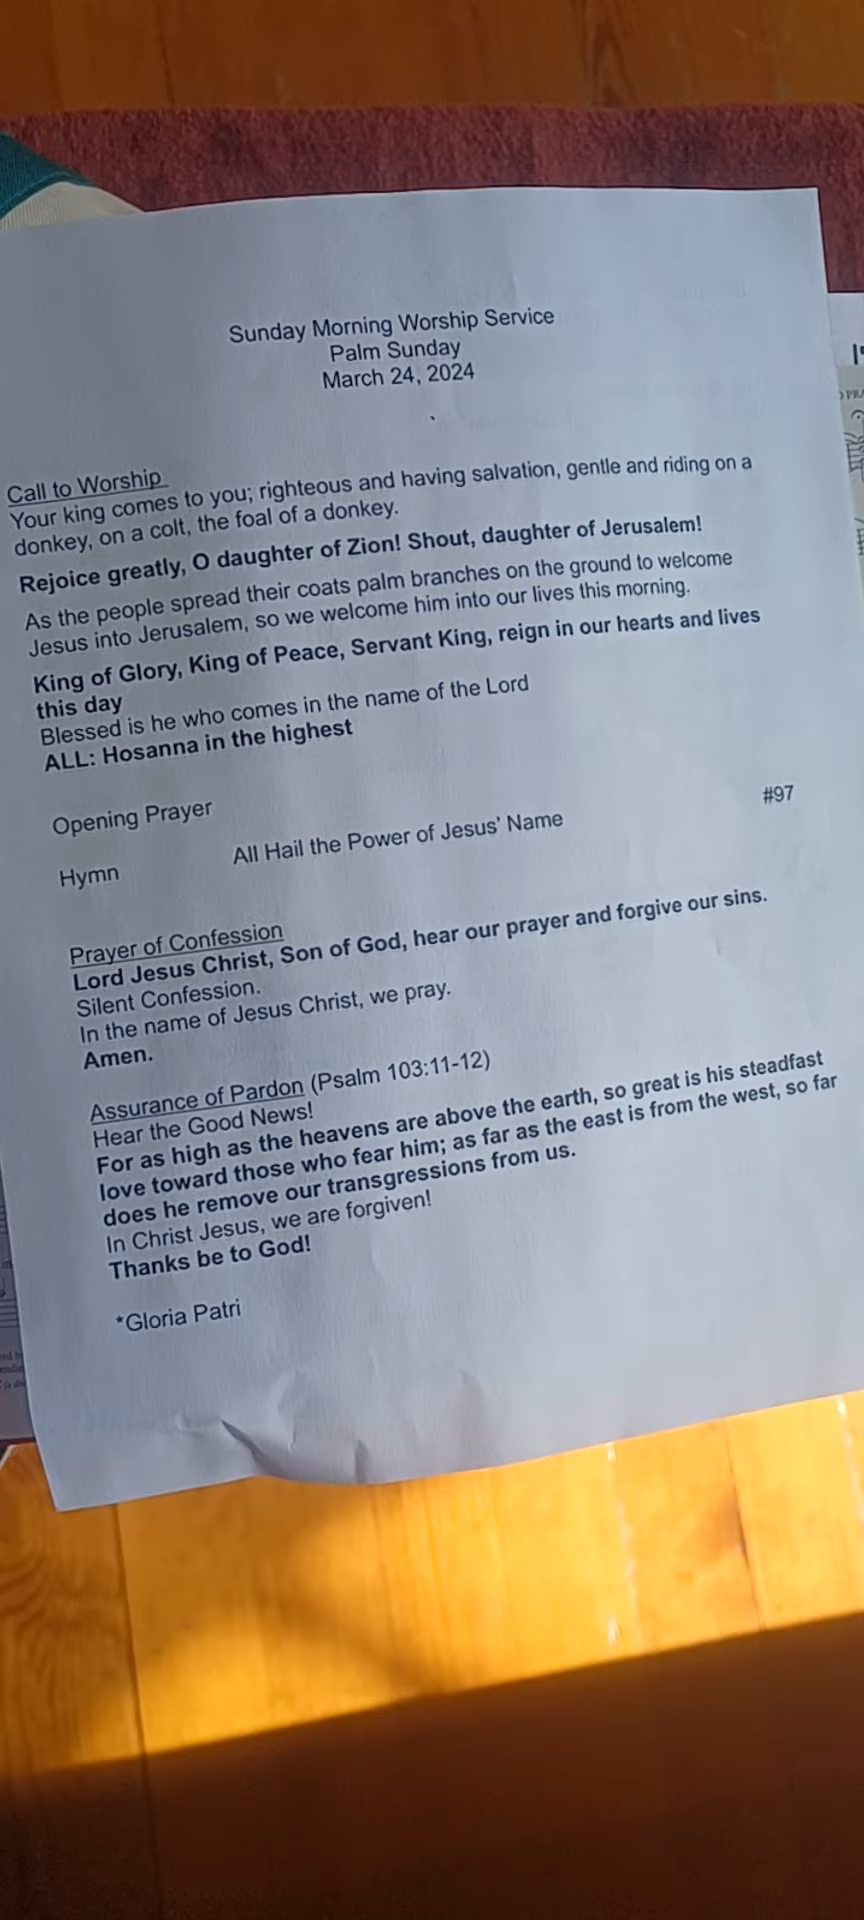 Sunday Morning Worship Service
Palm Sunday
March 24, 2024
Call to Worship
Your king comes to you; righteous and having salvation, gentle and riding on a
donkey, on a colt, the foal of a donkey.
Rejoice greatly, O daughter of Zion! Shout, daughter of Jerusalem!
As the people spread their coats palm branches on the ground to welcome
Jesus into Jerusalem, so we welcome him into our lives this morning.
King of Glory, King of Peace, Servant King, reign in our hearts and lives
this day
Blessed is he who comes in the name of the Lord
ALL: Hosanna in the highest
Opening Prayer
Hymn All Hail the Power of Jesus' Name #97
Prayer of Confession
Lord Jesus Christ, Son of God, hear our prayer and forgive our sins.
Silent Confession.
In the name of Jesus Christ, we pray.
Amen.
Assurance of Pardon (Psalm 103:11-12)
Hear the Good News!
For as high as the heavens are above the earth, so great is his steadfast
love toward those who fear him; as far as the east is from the west, so far
does he remove our transgressions from us.
In Christ Jesus, we are forgiven!
Thanks be to God!
*Gloria Patri